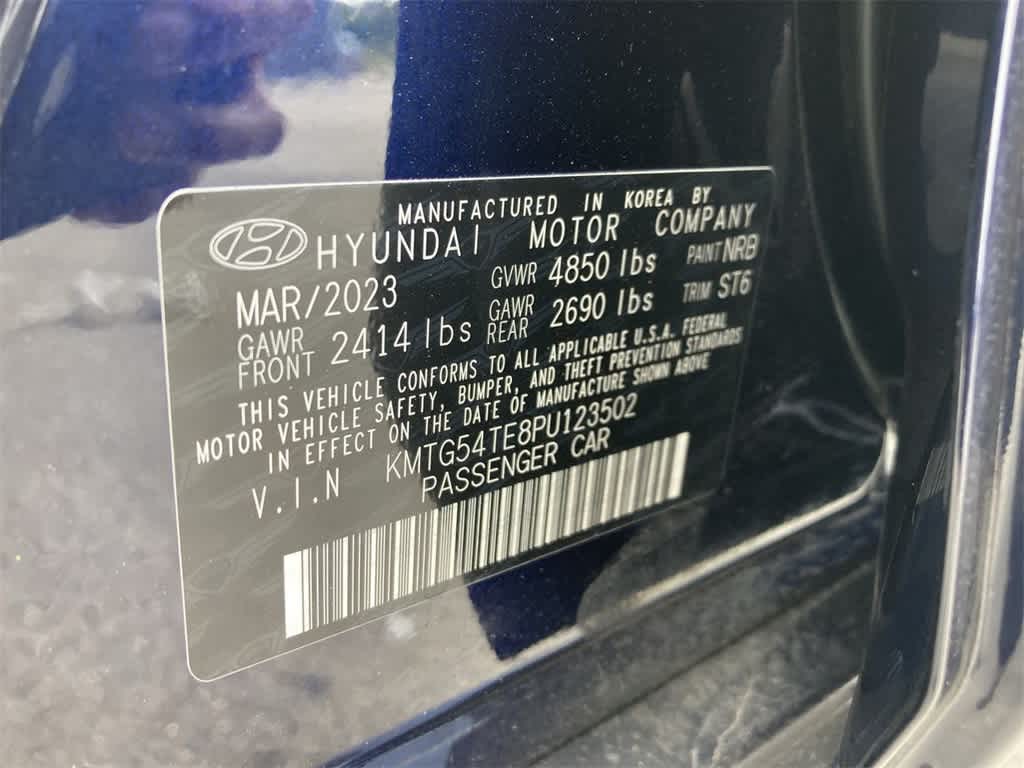 MANUFACTURED IN KOREA BY
HYUNDAI MOTOR COMPANY
MAR/2023 GVWR 4850 lbs PAINT NRB
GAWR FRONT 2414 lbs GAWR REAR 2690 lbs TRIM ST6
THIS VEHICLE CONFORMS TO ALL APPLICABLE U.S.A. FEDERAL
MOTOR VEHICLE SAFETY, BUMPER, AND THEFT PREVENTION STANDARDS
IN EFFECT ON THE DATE OF MANUFACTURE SHOWN ABOVE
V.I.N KMTG54TE8PU123502
PASSENGER CAR